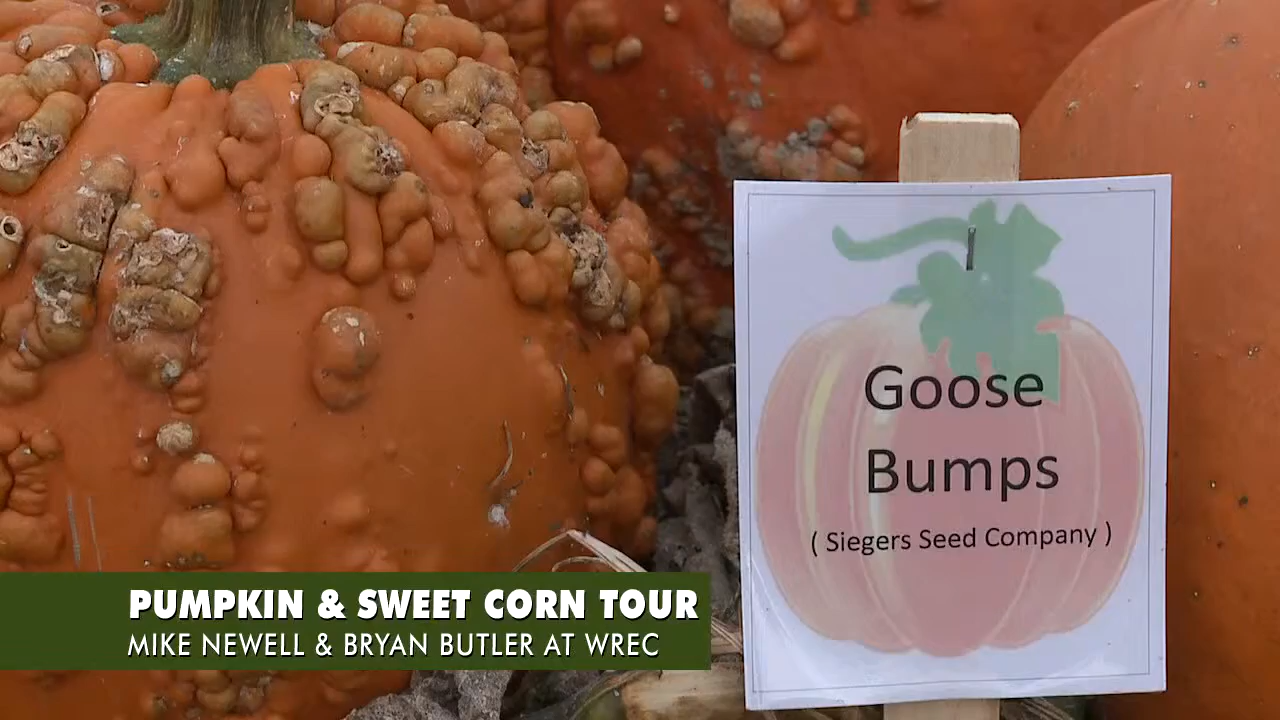 Goose
Bumps
( Siegers Seed Company )
PUMPKIN & SWEET CORN TOUR
MIKE NEWELL & BRYAN BUTLER AT WREC